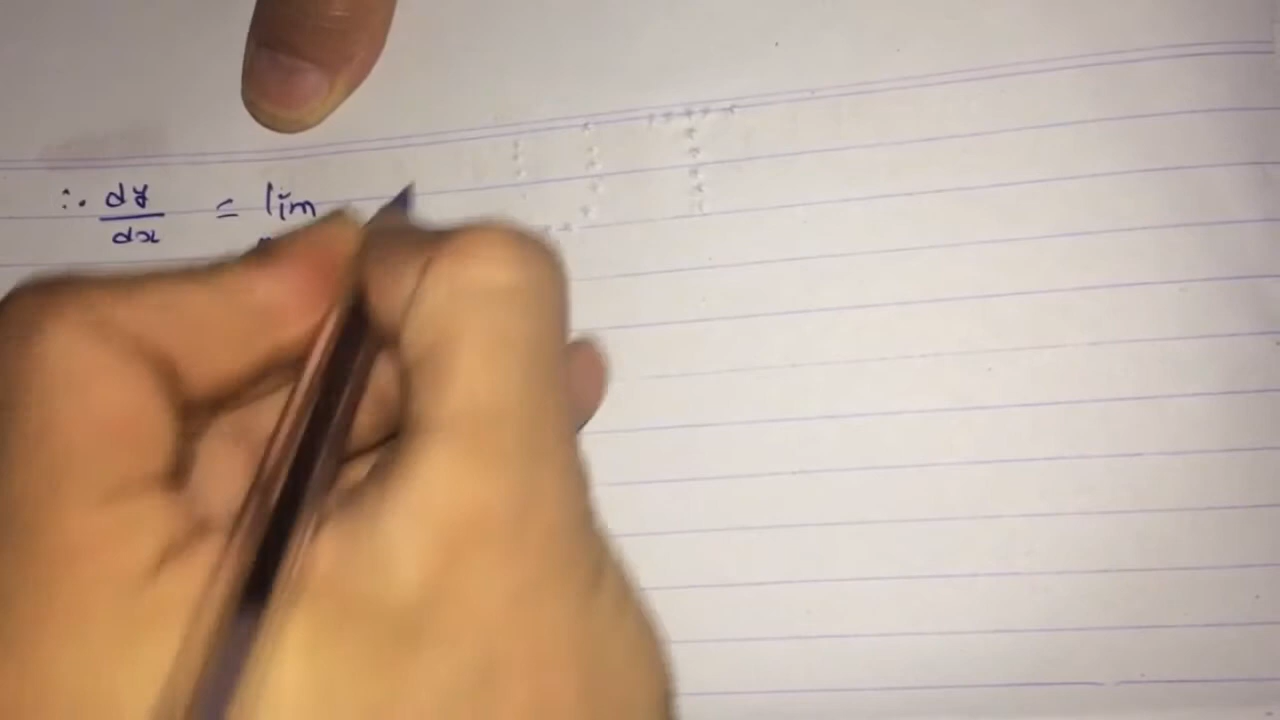 ∴ dy/dx = lim